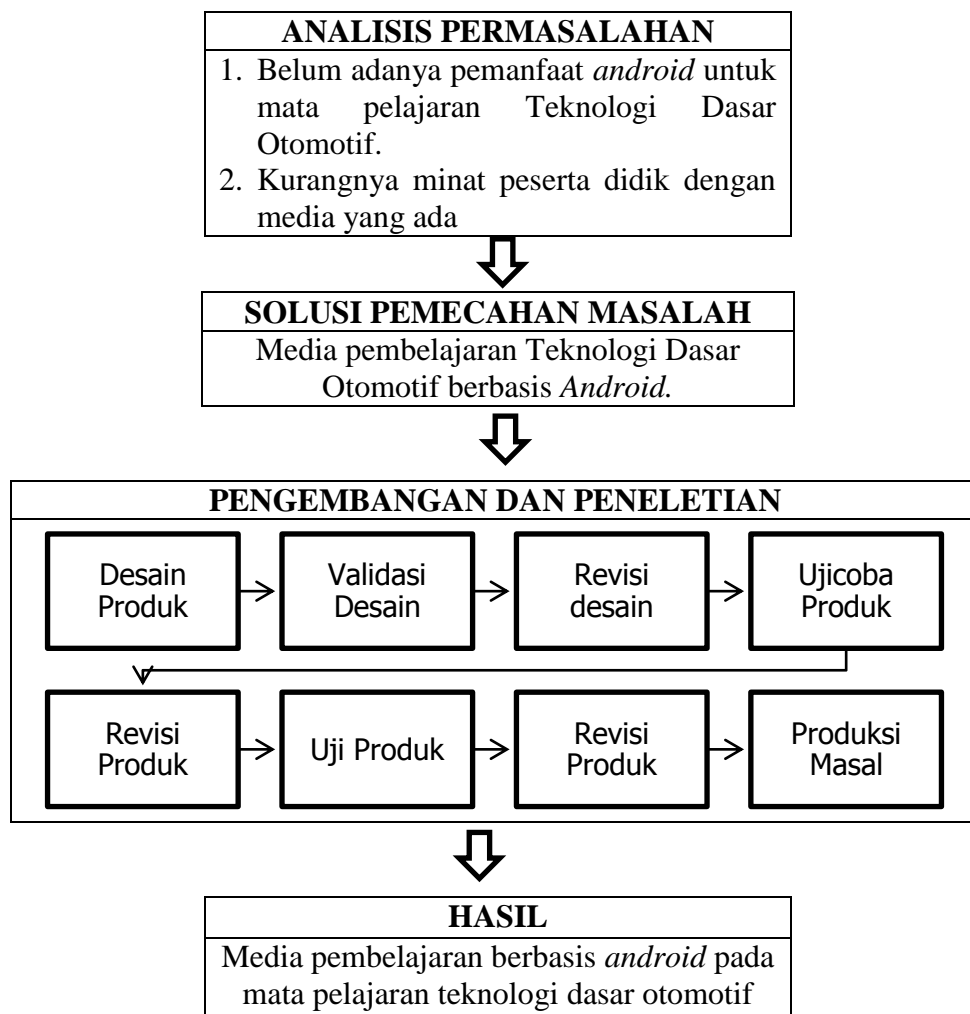 ANALISIS PERMASALAHAN
1. Belum adanya pemanfaat android untuk
mata pelajaran Teknologi Dasar
Otomotif.
2. Kurangnya minat peserta didik dengan
media yang ada
SOLUSI PEMECAHAN MASALAH
Media pembelajaran Teknologi Dasar
Otomotif berbasis Android.
PENGEMBANGAN DAN PENELETIAN
Desain
Produk
Validasi
Desain
Revisi
desain
Ujicoba
Produk
Revisi
Produk
Uji Produk
Revisi
Produk
Produksi
Masal
HASIL
Media pembelajaran berbasis android pada
mata pelajaran teknologi dasar otomotif